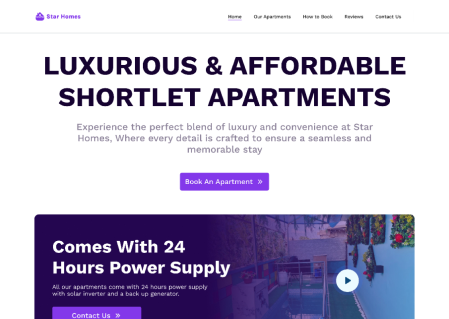 Star Homes
Home Our Apartments How to Book Reviews Contact Us
LUXURIOUS & AFFORDABLE
SHORTLET APARTMENTS
Experience the perfect blend of luxury and convenience at Star
Homes, Where every detail is crafted to ensure a seamless and
memorable stay
Book An Apartment »
Comes With 24
Hours Power Supply
All our apartments come with 24 hours power supply
with solar inverter and a back up generator.
Contact Us »